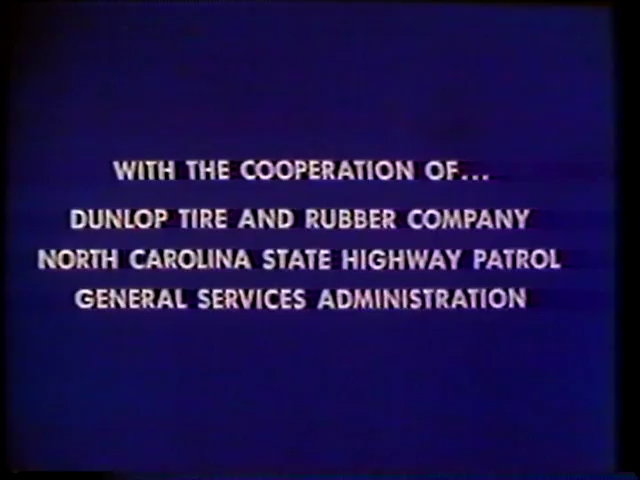 WITH THE COOPERATION OF...
DUNLOP TIRE AND RUBBER COMPANY
NORTH CAROLINA STATE HIGHWAY PATROL
GENERAL SERVICES ADMINISTRATION